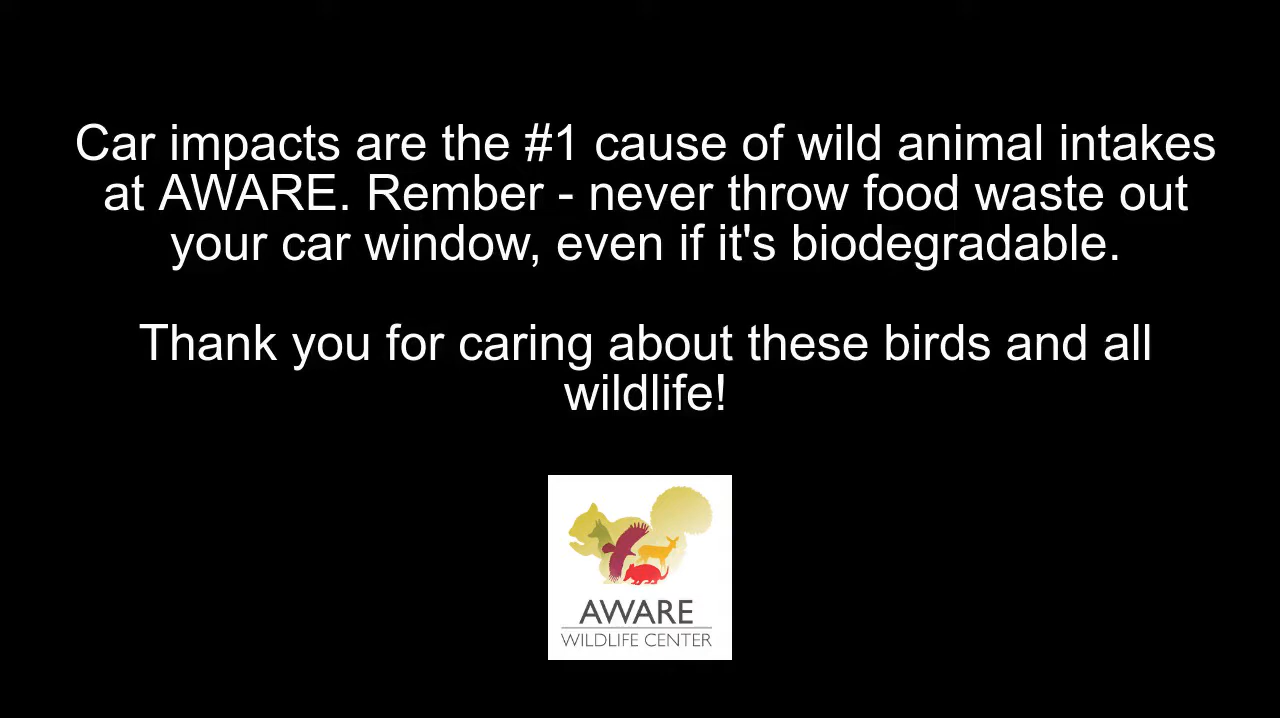 Car impacts are the #1 cause of wild animal intakes
at AWARE. Rember - never throw food waste out
your car window, even if it's biodegradable.
Thank you for caring about these birds and all
wildlife!
AWARE
WILDLIFE CENTER